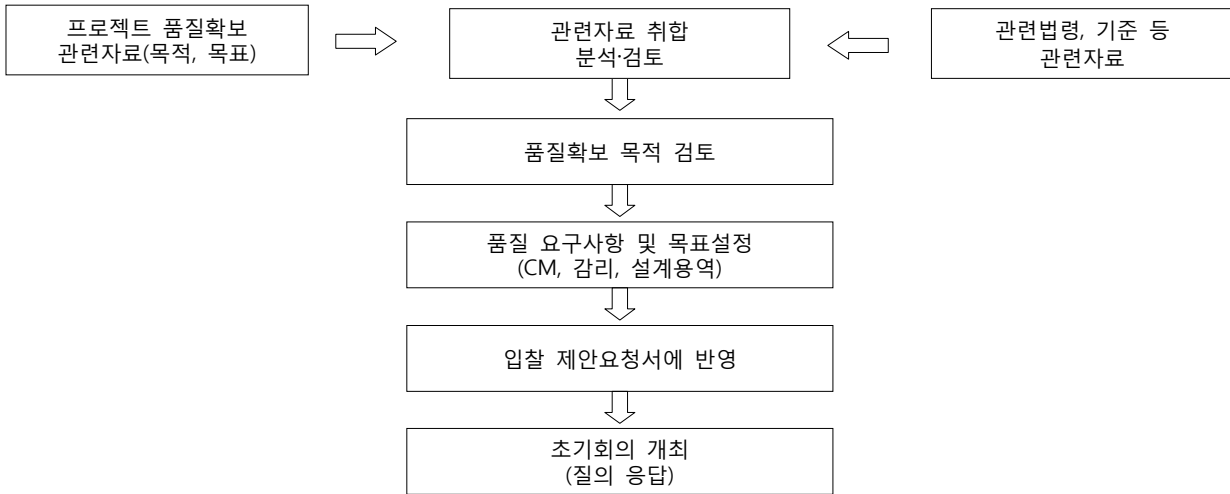 프로젝트 품질확보
관련자료(목적, 목표)
관련자료 취합
분석·검토
관련법령, 기준 등
관련자료
품질확보 목적 검토
품질 요구사항 및 목표설정
(CM, 감리, 설계용역)
입찰 제안요청서에 반영
초기회의 개최
(질의 응답)